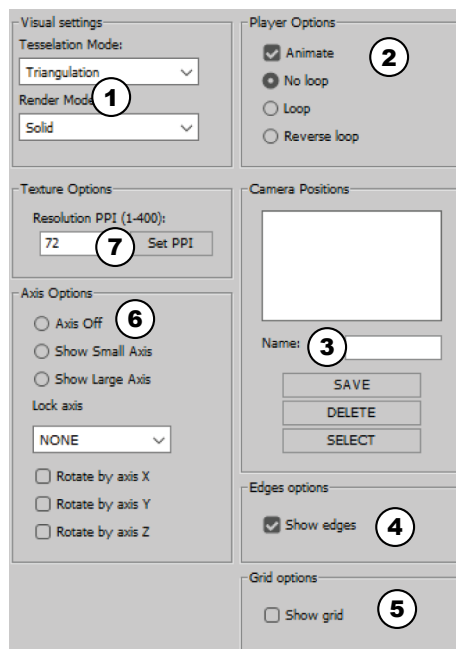 Visual settings
Tesselation Mode:
Triangulation
Render Mode
1
Solid
Player Options
Animate
2
No loop
Loop
Reverse loop
Texture Options
Resolution PPI (1-400):
72
7
Set PPI
Camera Positions
Name:
3
SAVE
DELETE
SELECT
Axis Options
Axis Off
6
Show Small Axis
Show Large Axis
Lock axis
NONE
Rotate by axis X
Rotate by axis Y
Rotate by axis Z
Edges options
Show edges
4
Grid options
Show grid
5